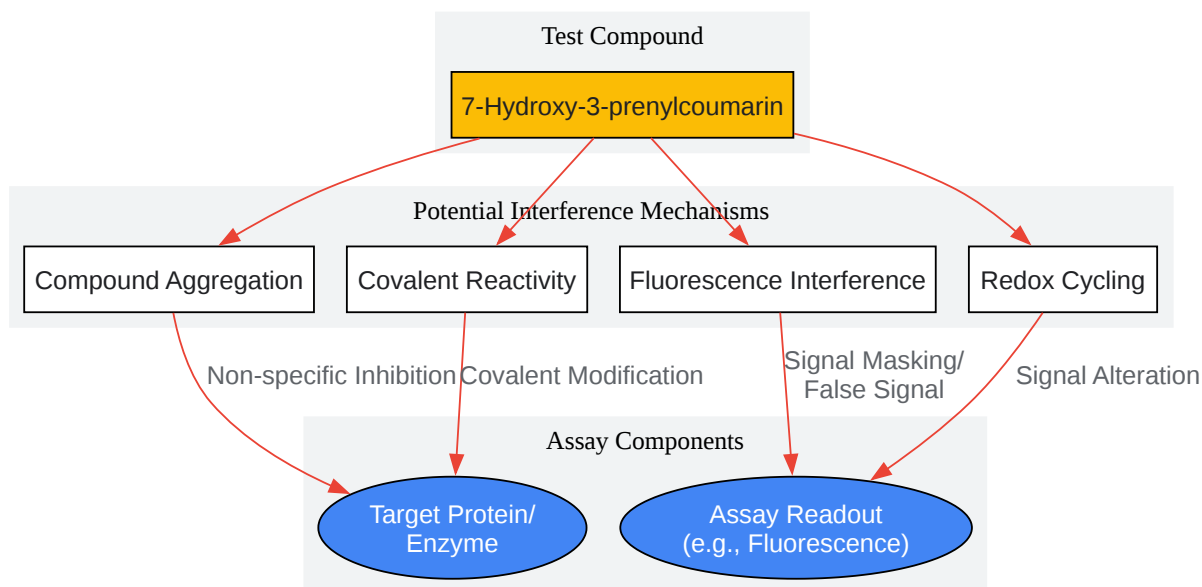 Test Compound
7-Hydroxy-3-prenylcoumarin
Potential Interference Mechanisms
Compound Aggregation
Covalent Reactivity
Fluorescence Interference
Redox Cycling
Non-specific Inhibition
Covalent Modification
Signal Masking/
False Signal
Signal Alteration
Assay Components
Target Protein/
Enzyme
Assay Readout
(e.g., Fluorescence)